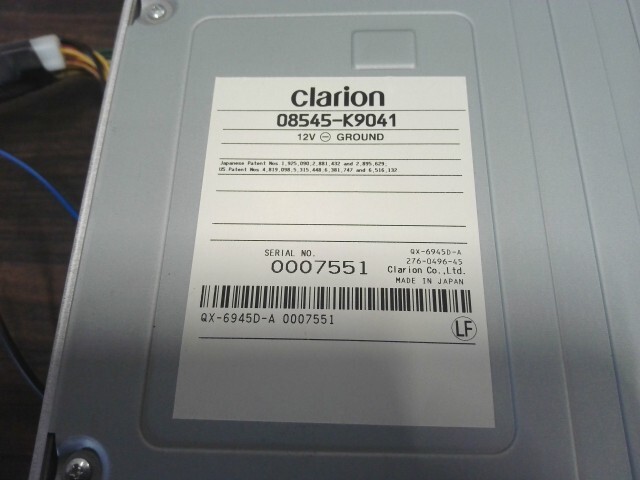 clarion
08545-K9041
12V ⊖ GROUND
Japanese Patent Nos 1,925,090,2,881,432 and 2,895,629,
US Patent Nos 4,819,098,5,315,448,6,381,747 and 6,516,132
SERIAL NO.
0007551
QX-6945D-A
276-0496-45
Clarion Co.,Ltd.
MADE IN JAPAN
QX-6945D-A 0007551
LF